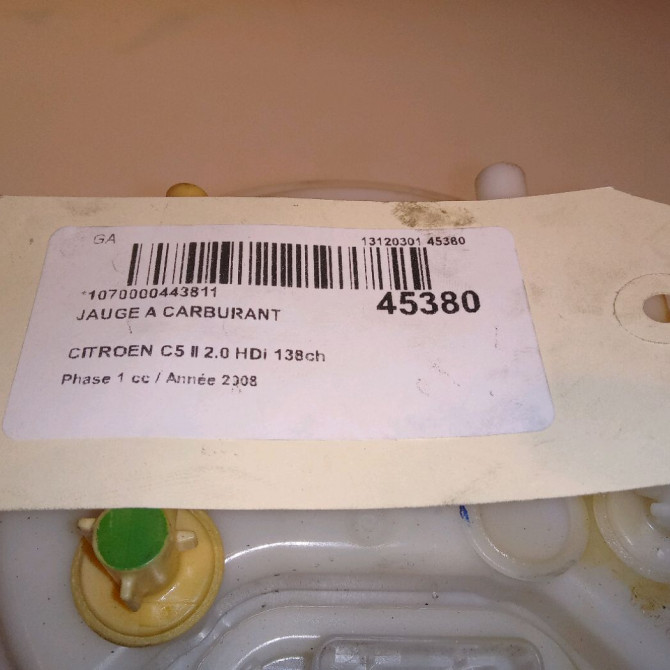 GA
13120301 45380
*1070000443811
45380
JAUGE A CARBURANT
CITROEN C5 II 2.0 HDi 138ch
Phase 1 cc / Année 2008